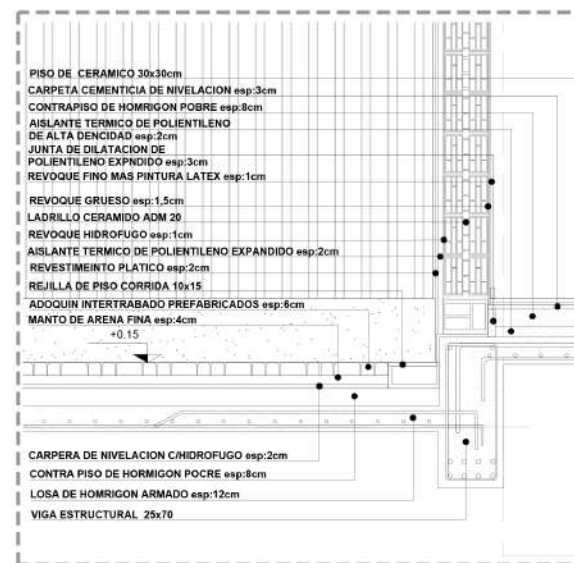 PISO DE CERAMICO 30x30cm
CARPETA CEMENTICIA DE NIVELACION esp:3cm
CONTRAPISO DE HOMRIGON POBRE esp:8cm
AISLANTE TERMICO DE POLIENTILENO
DE ALTA DENCIDAD esp:2cm
JUNTA DE DILATACION DE
POLIENTILENO EXPNDIDO esp:3cm
REVOQUE FINO MAS PINTURA LATEX esp:1cm
REVOQUE GRUESO esp:1,5cm
LADRILLO CERAMIDO ADM 20
REVOQUE HIDROFUGO esp:1cm
AISLANTE TERMICO DE POLIENTILENO EXPANDIDO esp:2cm
REVESTIMEINTO PLATICO esp:2cm
REJILLA DE PISO CORRIDA 10x15
ADOQUIN INTERTRABADO PREFABRICADOS esp:6cm
MANTO DE ARENA FINA esp:4cm
+0.15
CARPERA DE NIVELACION C/HIDROFUGO esp:2cm
CONTRA PISO DE HORMIGON POCRE esp:8cm
LOSA DE HOMRIGON ARMADO esp:12cm
VIGA ESTRUCTURAL 25x70